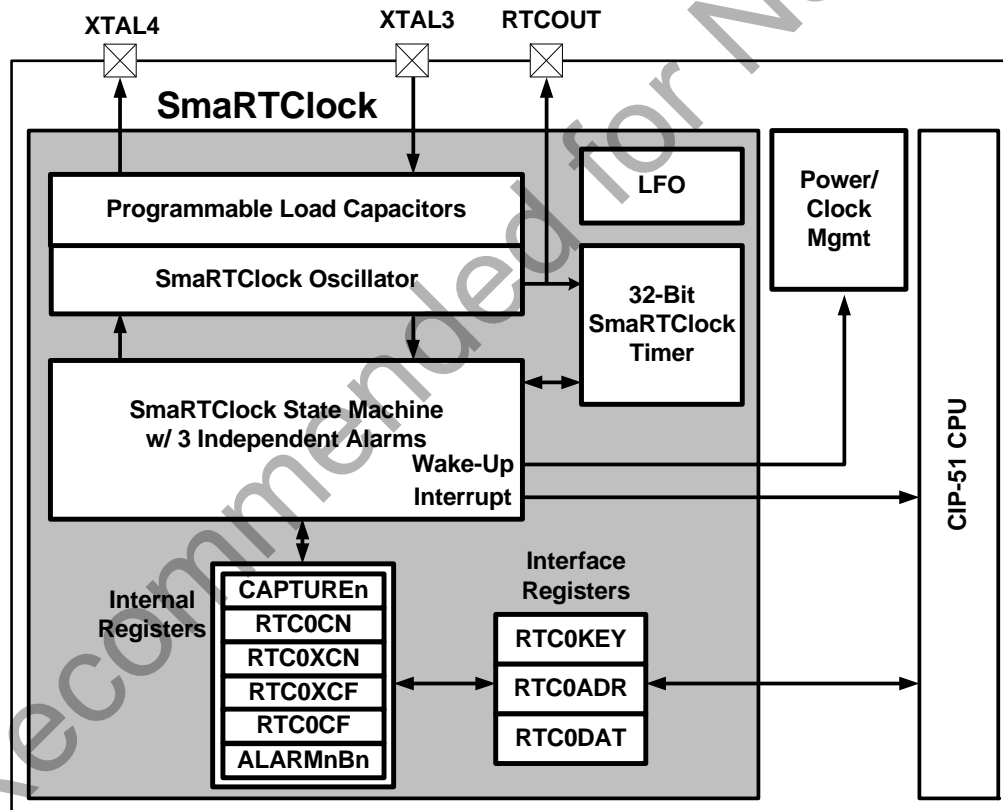 XTAL4
XTAL3
RTCOUT
SmaRTClock
Programmable Load Capacitors
SmaRTClock Oscillator
LFO
Power/
Clock
Mgmt
32-Bit
SmaRTClock
Timer
SmaRTClock State Machine
w/ 3 Independent Alarms
Wake-Up
Interrupt
CIP-51 CPU
Internal
Registers
CAPTUREn
RTC0CN
RTC0XCN
RTC0XCF
RTC0CF
ALARMnBn
Interface
Registers
RTC0KEY
RTC0ADR
RTC0DAT
ecommended for N